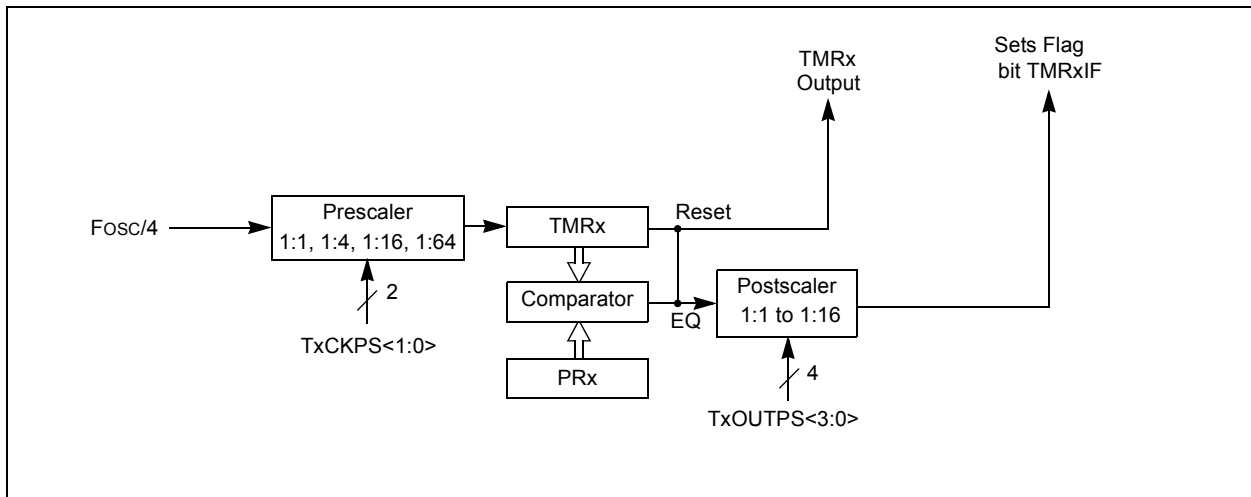 TMRx
Output
Sets Flag
bit TMRxIF
Fosc/4
Prescaler
1:1, 1:4, 1:16, 1:64
2
TxCKPS<1:0>
TMRx
Reset
Comparator
EQ
PRx
Postscaler
1:1 to 1:16
4
TxOUTPS<3:0>